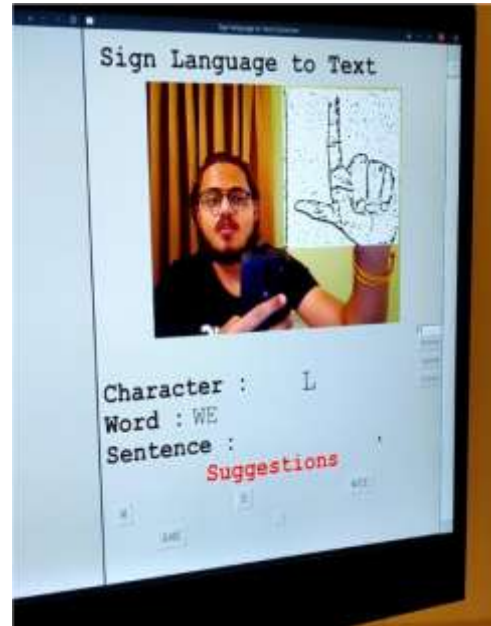 Sign Language to Text
Character : L
Word : WE
Sentence :
Suggestions